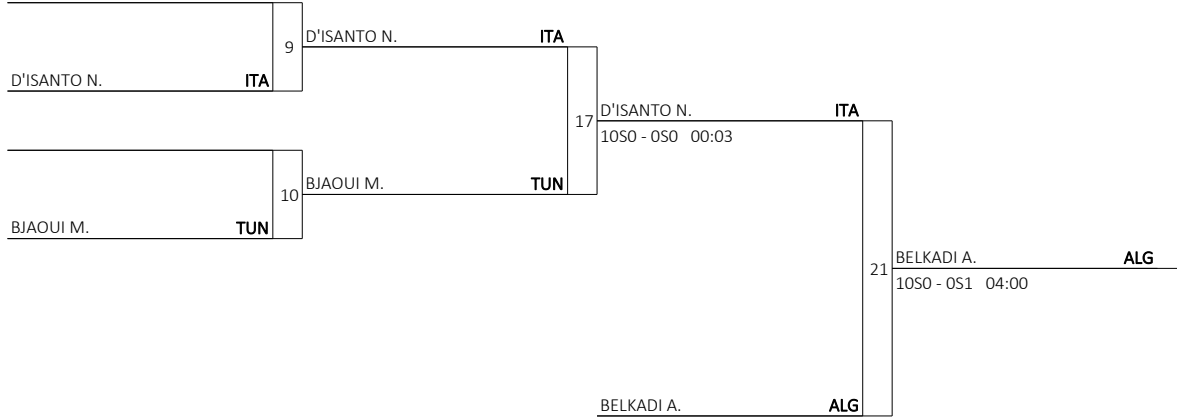 D'ISANTO N. ITA
9
D'ISANTO N. ITA
BJAOUI M. TUN
10
BJAOUI M. TUN
17
D'ISANTO N. ITA
10S0 - 0S0 00:03
BELKADI A. ALG
21
BELKADI A. ALG
10S0 - 0S1 04:00